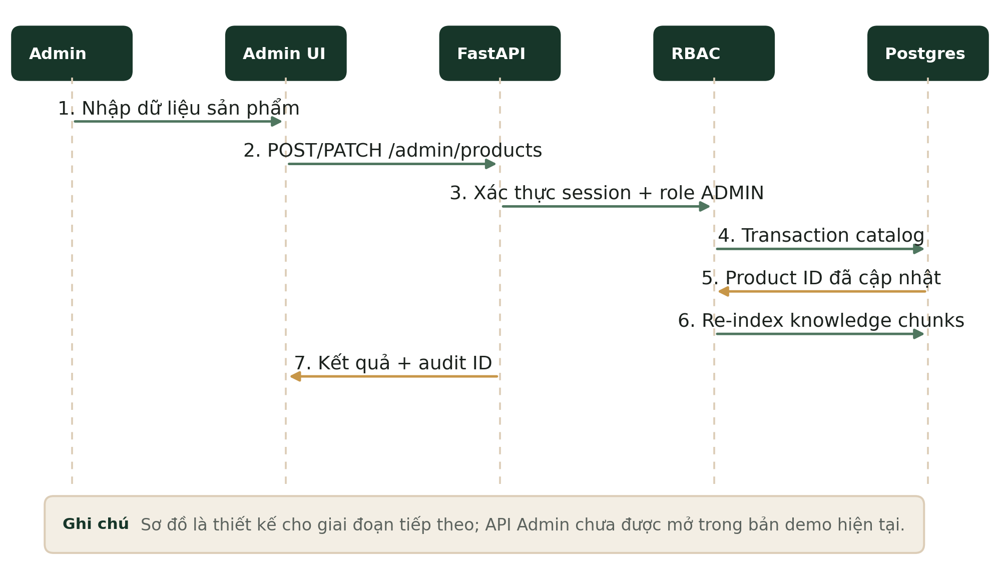 Admin
Admin UI
FastAPI
RBAC
Postgres
1. Nhập dữ liệu sản phẩm
2. POST/PATCH /admin/products
3. Xác thực session + role ADMIN
4. Transaction catalog
5. Product ID đã cập nhật
6. Re-index knowledge chunks
7. Kết quả + audit ID
Ghi chú Sơ đồ là thiết kế cho giai đoạn tiếp theo; API Admin chưa được mở trong bản demo hiện tại.